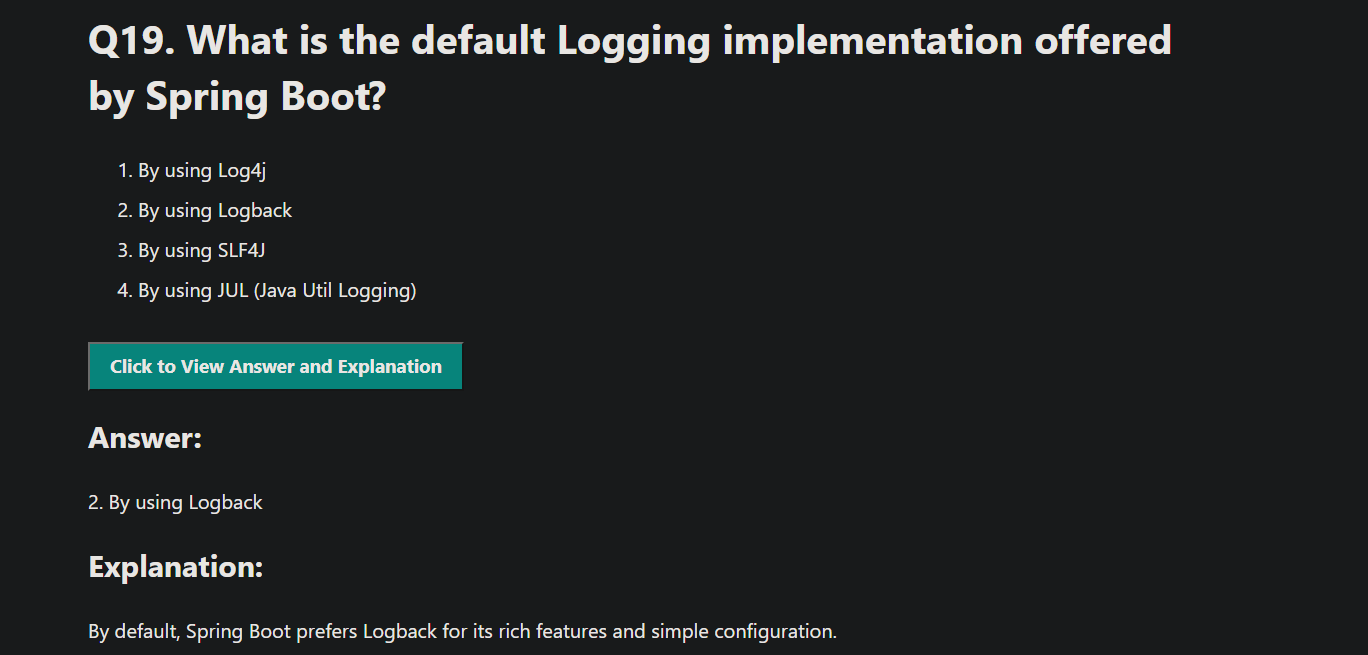 Q19. What is the default Logging implementation offered
by Spring Boot?
1. By using Log4j
2. By using Logback
3. By using SLF4J
4. By using JUL (Java Util Logging)
Click to View Answer and Explanation
Answer:
2. By using Logback
Explanation:
By default, Spring Boot prefers Logback for its rich features and simple configuration.